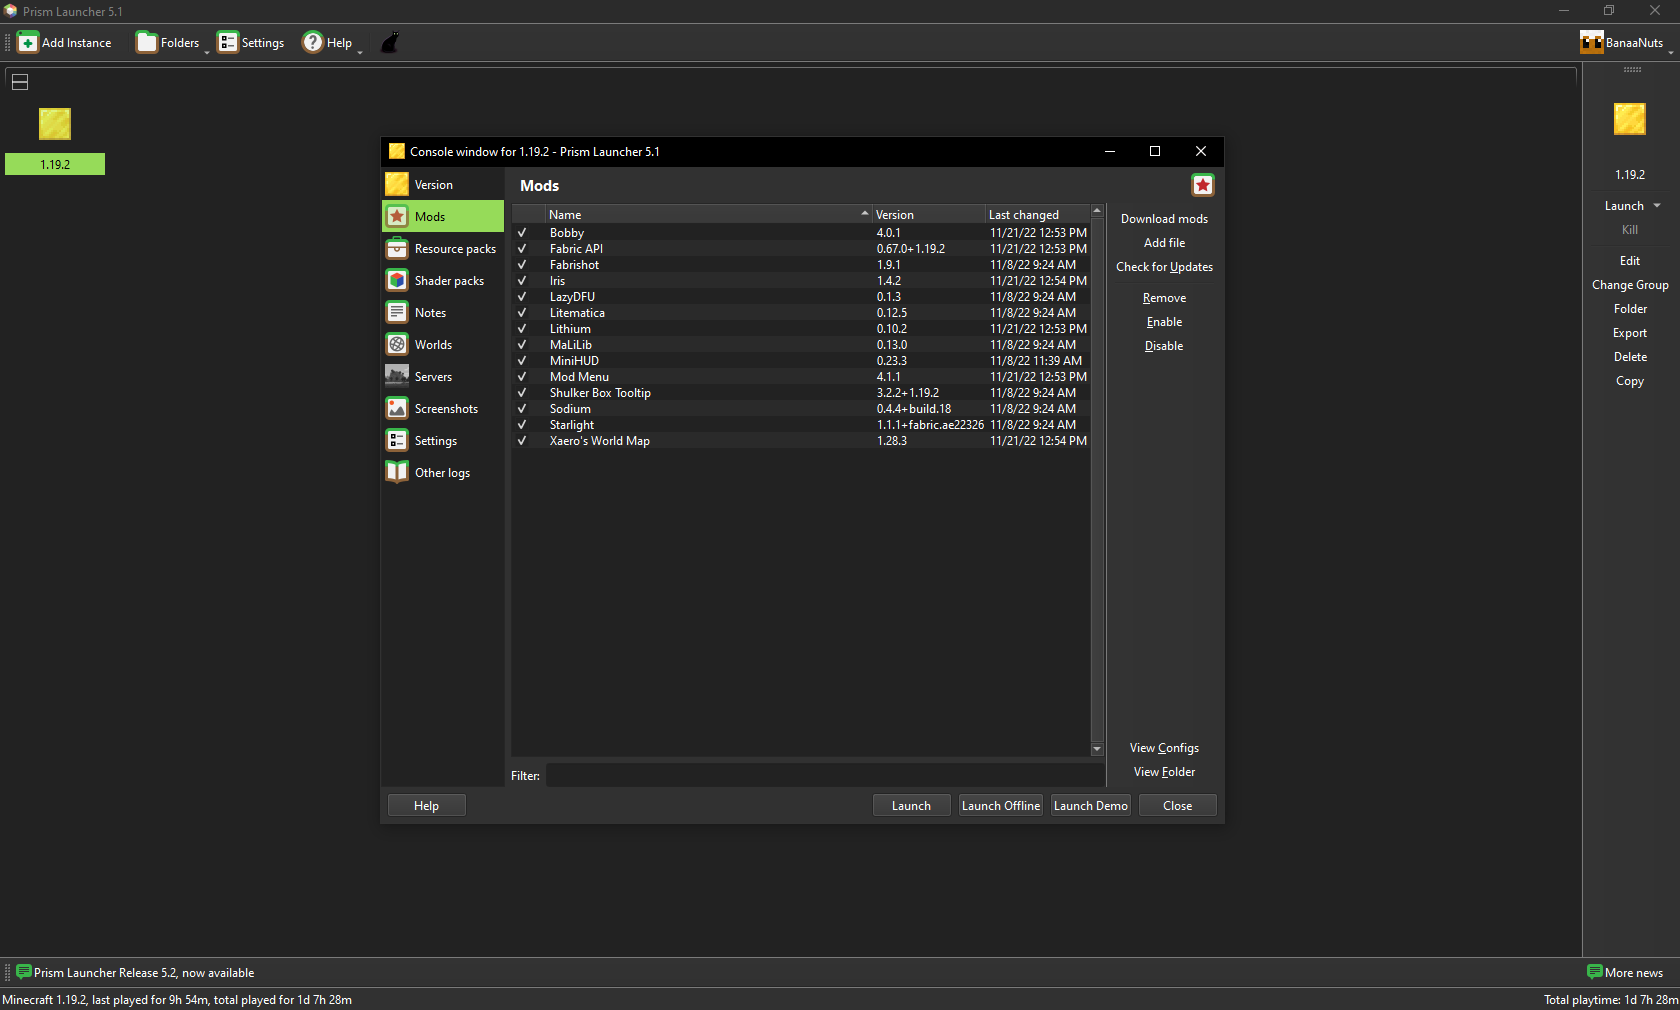 Prism Launcher 5.1
Add Instance Folders Settings Help BanaaNuts
1.19.2
Console window for 1.19.2 - Prism Launcher 5.1
Version
Mods
Resource packs
Shader packs
Notes
Worlds
Servers
Screenshots
Settings
Other logs
Mods
Name Version Last changed
Bobby 4.0.1 11/21/22 12:53 PM
Fabric API 0.67.0+1.19.2 11/21/22 12:53 PM
Fabrishot 1.9.1 11/8/22 9:24 AM
Iris 1.4.2 11/21/22 12:54 PM
LazyDFU 0.1.3 11/8/22 9:24 AM
Litematica 0.12.5 11/8/22 9:24 AM
Lithium 0.10.2 11/21/22 12:53 PM
MaLiLib 0.13.0 11/8/22 9:24 AM
MiniHUD 0.23.3 11/8/22 11:39 AM
Mod Menu 4.1.1 11/21/22 12:53 PM
Shulker Box Tooltip 3.2.2+1.19.2 11/8/22 9:24 AM
Sodium 0.4.4+build.18 11/8/22 9:24 AM
Starlight 1.1.1+fabric.ae22326 11/8/22 9:24 AM
Xaero's World Map 1.28.3 11/21/22 12:54 PM
Filter:
Download mods
Add file
Check for Updates
Remove
Enable
Disable
View Configs
View Folder
Help Launch Launch Offline Launch Demo Close
1.19.2
Launch
Kill
Edit
Change Group
Folder
Export
Delete
Copy
Prism Launcher Release 5.2, now available More news
Minecraft 1.19.2, last played for 9h 54m, total played for 1d 7h 28m Total playtime: 1d 7h 28m